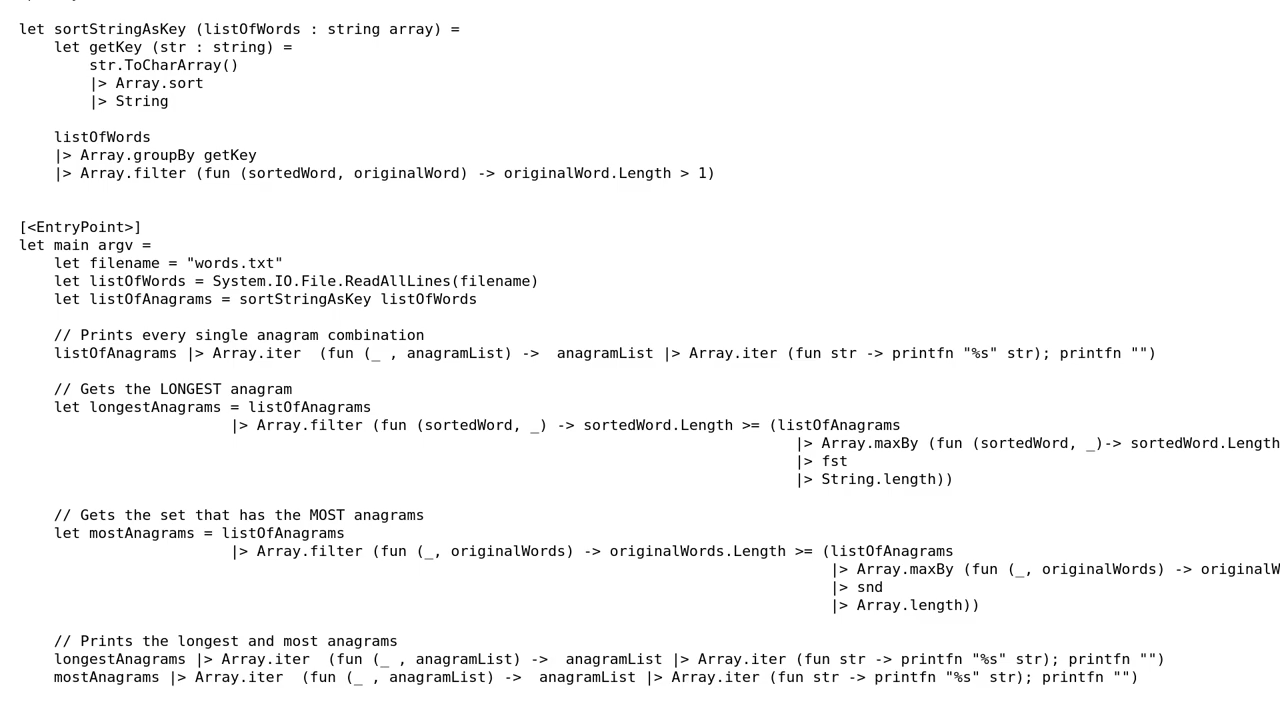 let sortStringAsKey (listOfWords : string array) =
    let getKey (str : string) =
        str.ToCharArray()
        |> Array.sort
        |> String

    listOfWords
    |> Array.groupBy getKey
    |> Array.filter (fun (sortedWord, originalWord) -> originalWord.Length > 1)


[<EntryPoint>]
let main argv =
    let filename = "words.txt"
    let listOfWords = System.IO.File.ReadAllLines(filename)
    let listOfAnagrams = sortStringAsKey listOfWords

    // Prints every single anagram combination
    listOfAnagrams |> Array.iter  (fun (_ , anagramList) ->  anagramList |> Array.iter (fun str -> printfn "%s" str); printfn "")

    // Gets the LONGEST anagram
    let longestAnagrams = listOfAnagrams
                        |> Array.filter (fun (sortedWord, _) -> sortedWord.Length >= (listOfAnagrams
                                                                                        |> Array.maxBy (fun (sortedWord, _)-> sortedWord.Length
                                                                                        |> fst
                                                                                        |> String.length))

    // Gets the set that has the MOST anagrams
    let mostAnagrams = listOfAnagrams
                        |> Array.filter (fun (_, originalWords) -> originalWords.Length >= (listOfAnagrams
                                                                                            |> Array.maxBy (fun (_, originalWords) -> originalW
                                                                                            |> snd
                                                                                            |> Array.length))

    // Prints the longest and most anagrams
    longestAnagrams |> Array.iter  (fun (_ , anagramList) ->  anagramList |> Array.iter (fun str -> printfn "%s" str); printfn "")
    mostAnagrams |> Array.iter  (fun (_ , anagramList) ->  anagramList |> Array.iter (fun str -> printfn "%s" str); printfn "")